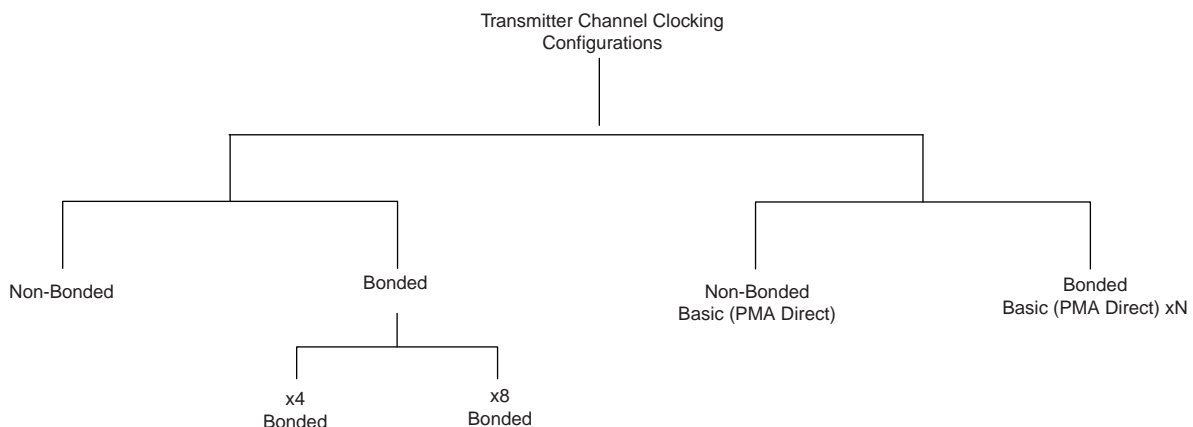 Transmitter Channel Clocking
Configurations
Non-Bonded
Bonded
Non-Bonded
Basic (PMA Direct)
Bonded
Basic (PMA Direct) xN
x4
Bonded
x8
Bonded